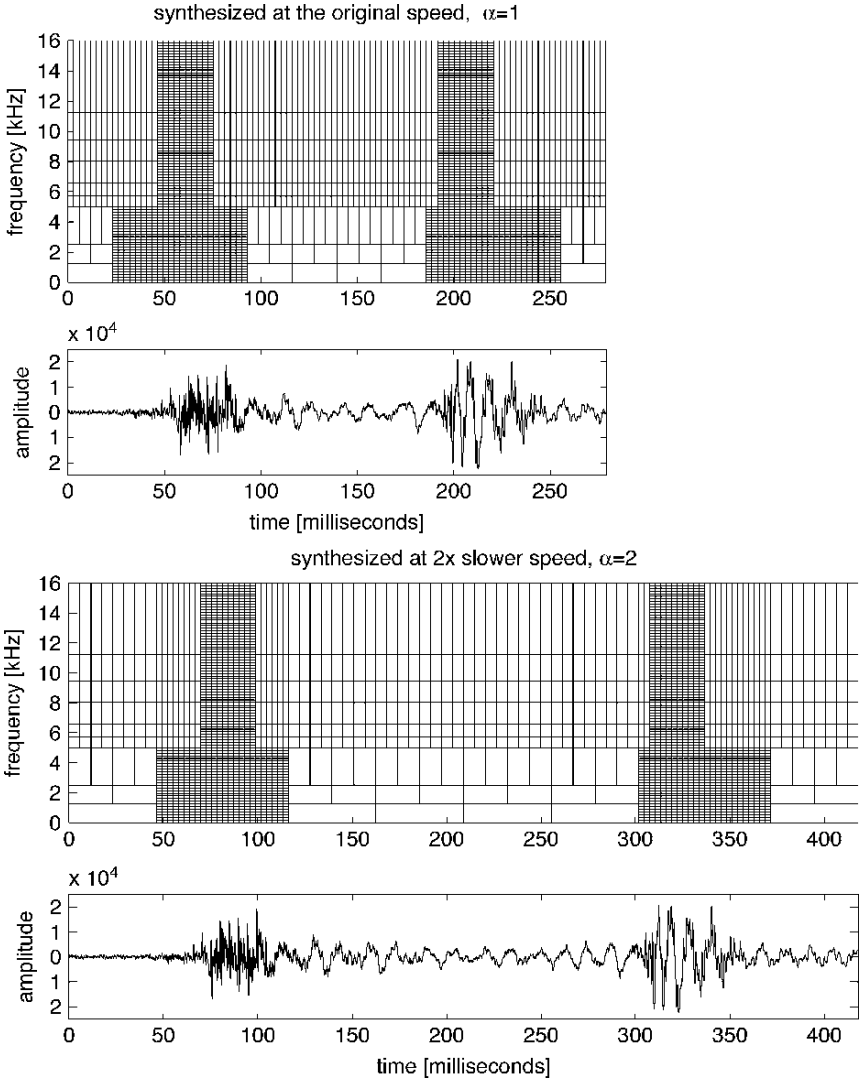 synthesized at the original speed, α=1
16
14
12
10
8
6
4
2
0
frequency [kHz]
0 50 100 150 200 250
x 10^4
2
1
0
1
2
amplitude
0 50 100 150 200 250
time [milliseconds]
synthesized at 2x slower speed, α=2
16
14
12
10
8
6
4
2
0
frequency [kHz]
0 50 100 150 200 250 300 350 400
x 10^4
2
1
0
1
2
amplitude
0 50 100 150 200 250 300 350 400
time [milliseconds]